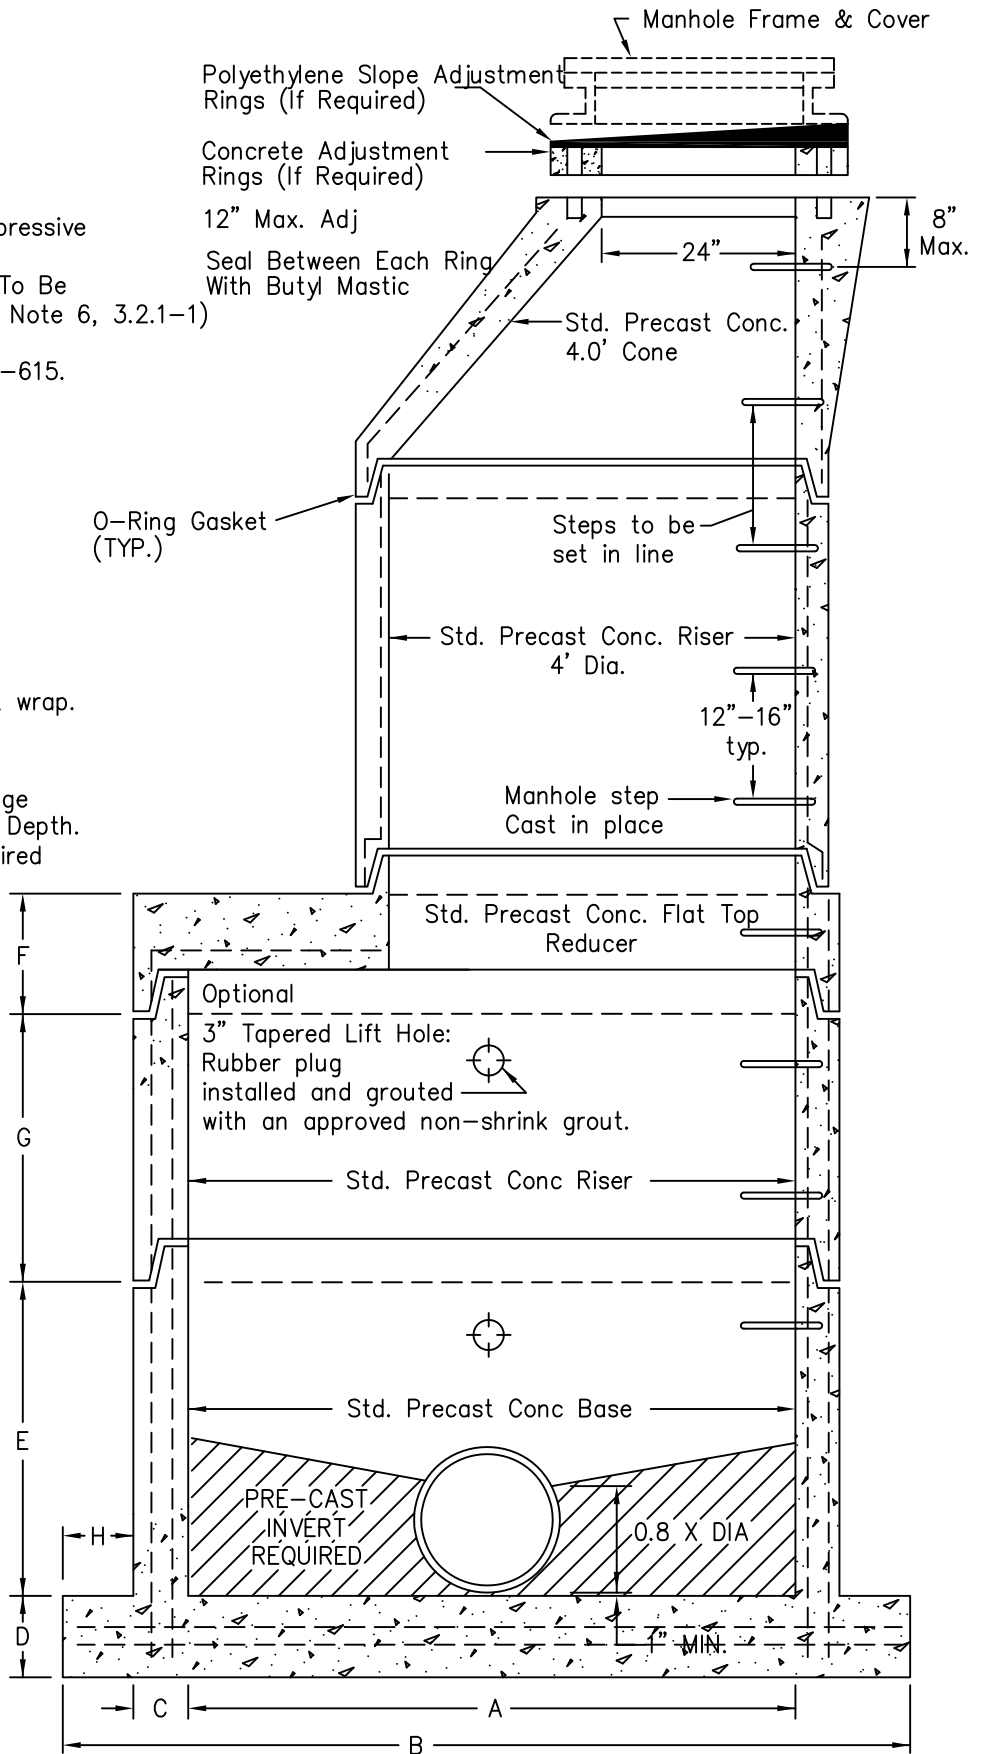 Manhole Frame & Cover
Polyethylene Slope Adjustment
Rings (If Required)
Concrete Adjustment
Rings (If Required)
12" Max. Adj
Seal Between Each Ring
With Butyl Mastic
pressive
To Be
Note 6, 3.2.1-1)
-615.
8"
Max.
24"
Std. Precast Conc.
4.0' Cone
O-Ring Gasket
(TYP.)
Steps to be
set in line
Std. Precast Conc. Riser
4' Dia.
wrap.
12"-16"
typ.
ge
Depth.
ired
Manhole step
Cast in place
F
Std. Precast Conc. Flat Top
Reducer
Optional
3" Tapered Lift Hole:
Rubber plug
installed and grouted
with an approved non-shrink grout.
G
Std. Precast Conc Riser
E
Std. Precast Conc Base
PRE-CAST
INVERT
REQUIRED
0.8 X DIA
H
D
1" MIN.
C
A
B